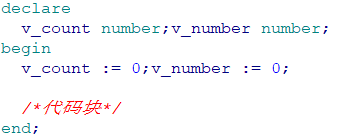 declare
  v_count number;v_number number;
begin
  v_count := 0;v_number := 0;

  /*代码块*/
end;